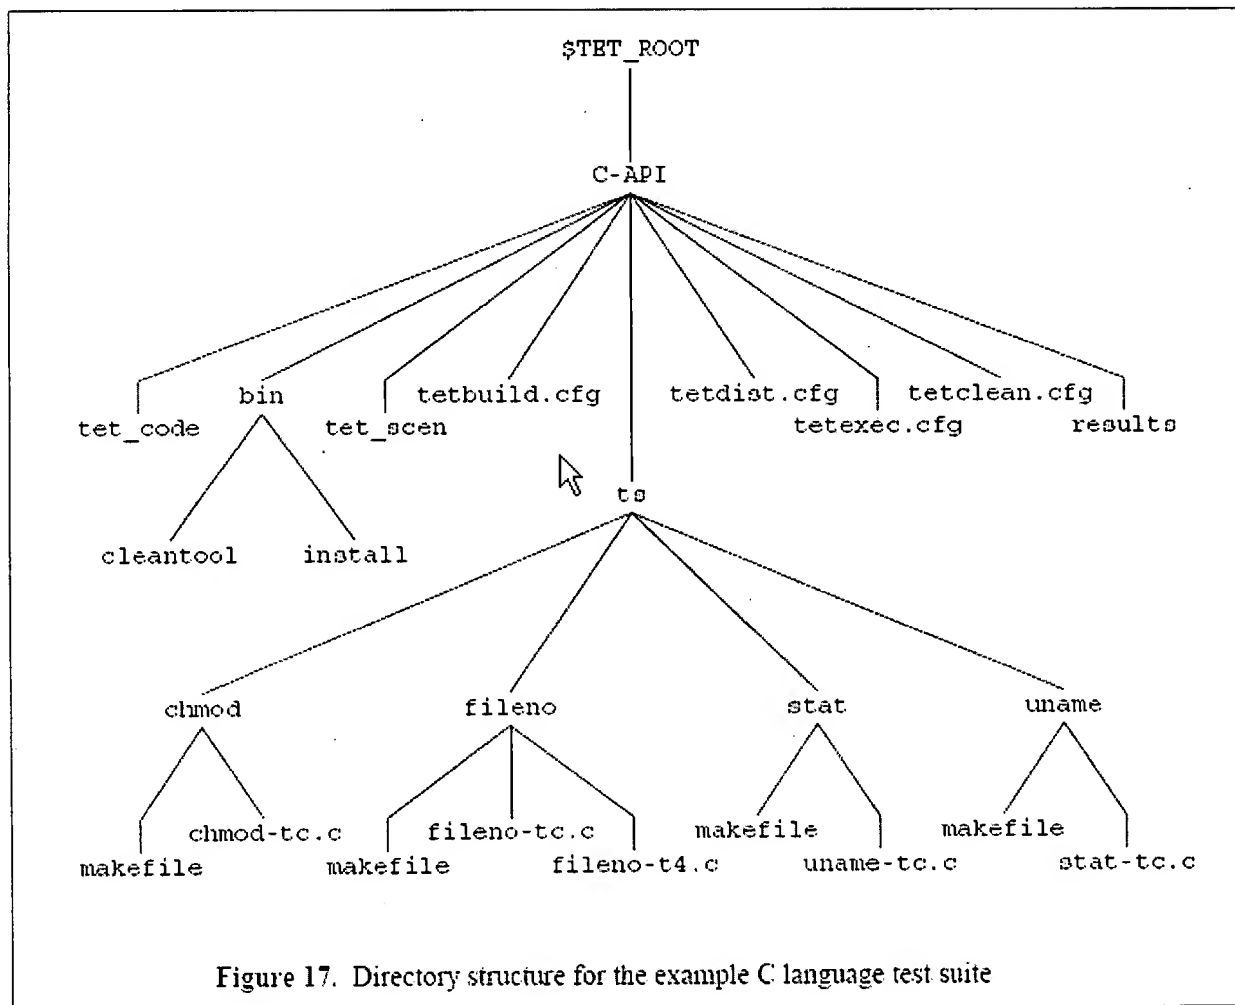 $TET_ROOT
C-API
bin tetbuild.cfg tetdist.cfg tetclean.cfg
tet_code tet_scen tetexec.cfg results
ts
cleantool install
chmod fileno stat uname
chmod-tc.c fileno-tc.c makefile makefile
makefile makefile fileno-t4.c uname-tc.c stat-tc.c
Figure 17. Directory structure for the example C language test suite